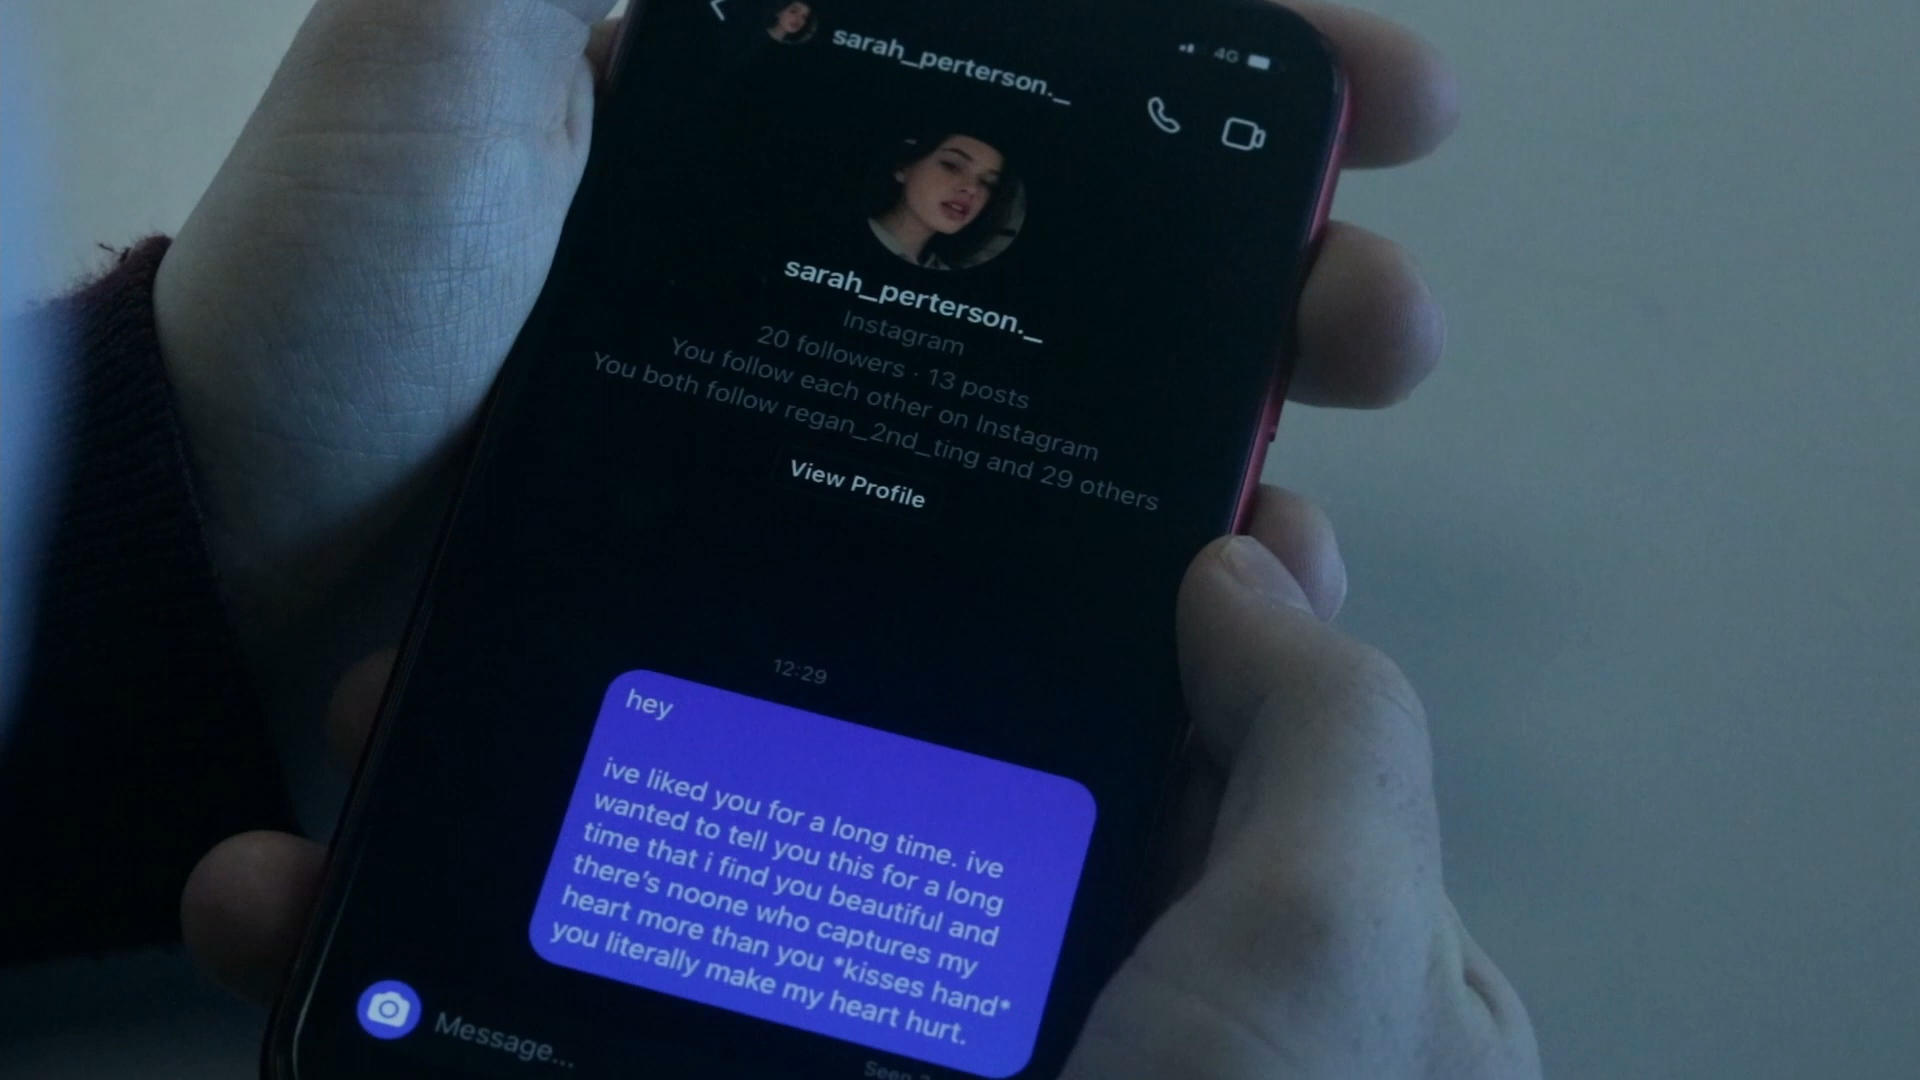 sarah_perterson._
4G
sarah_perterson._
Instagram
20 followers · 13 posts
You follow each other on Instagram
You both follow regan_2nd_ting and 29 others
View Profile
12:29
hey
ive liked you for a long time. ive
wanted to tell you this for a long
time that i find you beautiful and
there's noone who captures my
heart more than you *kisses hand*
you literally make my heart hurt.
Message...
Seen